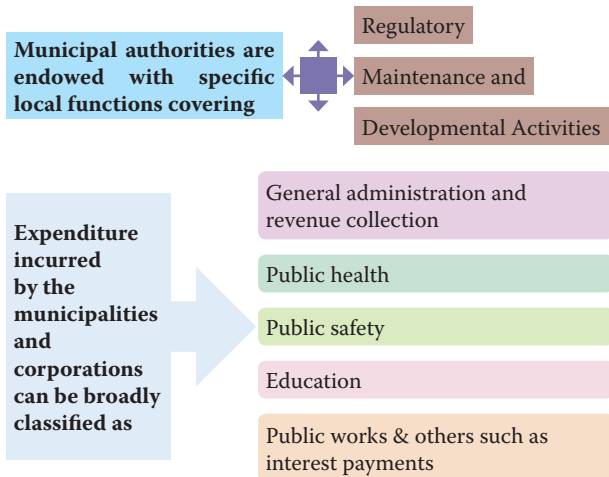 Municipal authorities are
endowed with specific
local functions covering
Regulatory
Maintenance and
Developmental Activities
Expenditure
incurred
by the
municipalities
and
corporations
can be broadly
classified as
General administration and
revenue collection
Public health
Public safety
Education
Public works & others such as
interest payments